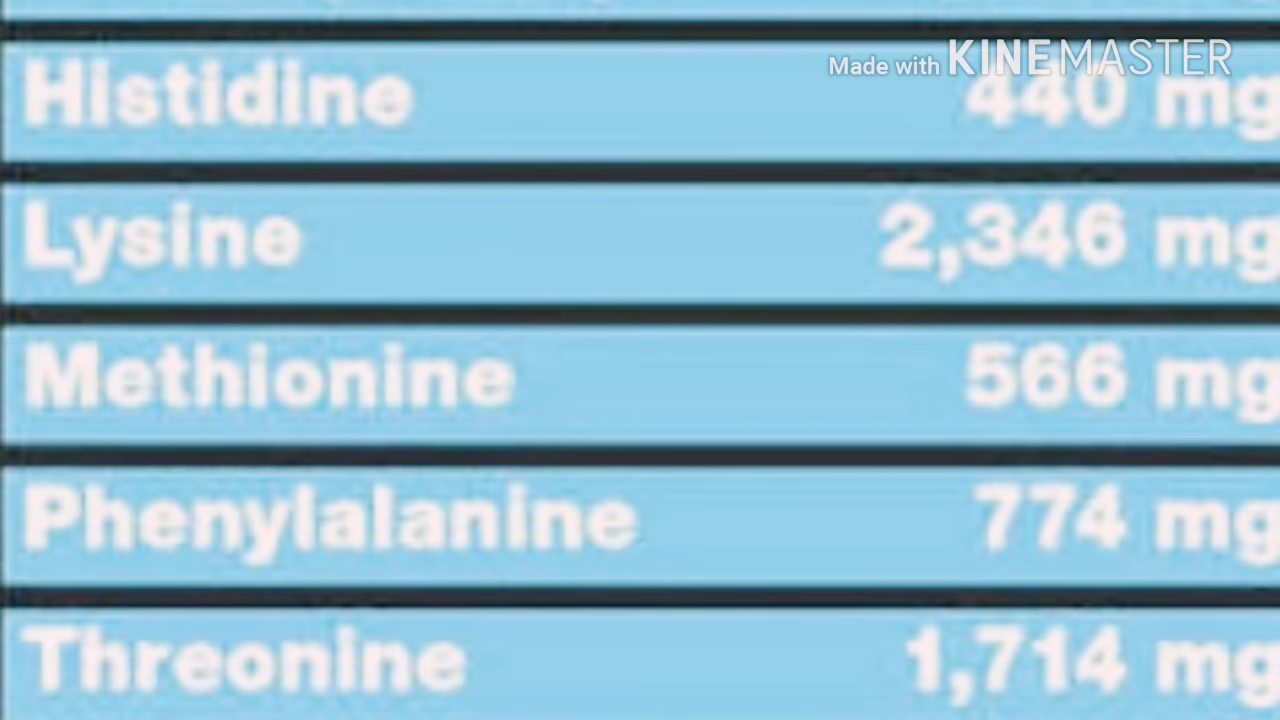 Made with KINEMASTER
Histidine 440 mg
Lysine 2,346 mg
Methionine 566 mg
Phenylalanine 774 mg
Threonine 1,714 mg